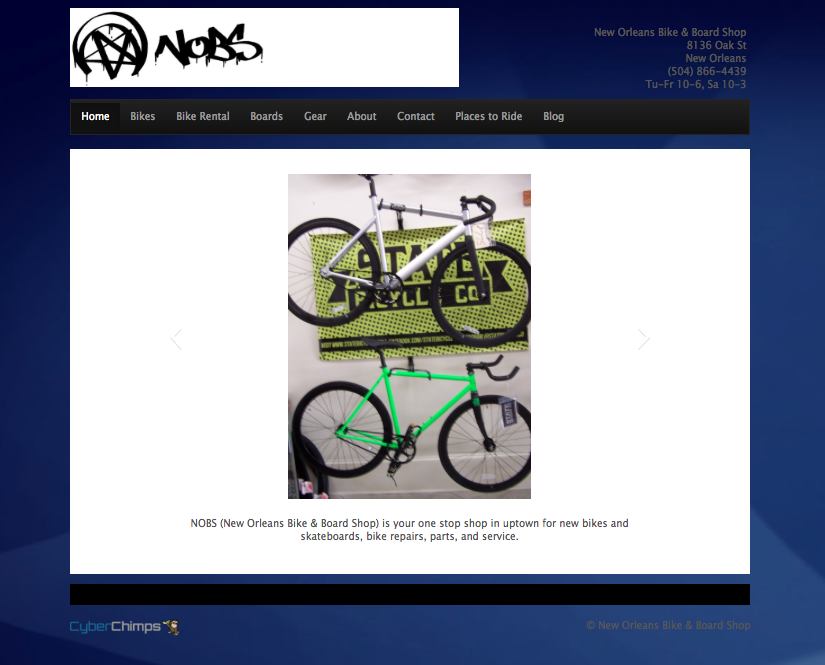 NOBS
New Orleans Bike & Board Shop
8136 Oak St
New Orleans
(504) 866-4439
Tu-Fr 10-6, Sa 10-3
Home Bikes Bike Rental Boards Gear About Contact Places to Ride Blog
STATE
BICYCLE CO
NOBS (New Orleans Bike & Board Shop) is your one stop shop in uptown for new bikes and
skateboards, bike repairs, parts, and service.
CyberChimps
© New Orleans Bike & Board Shop